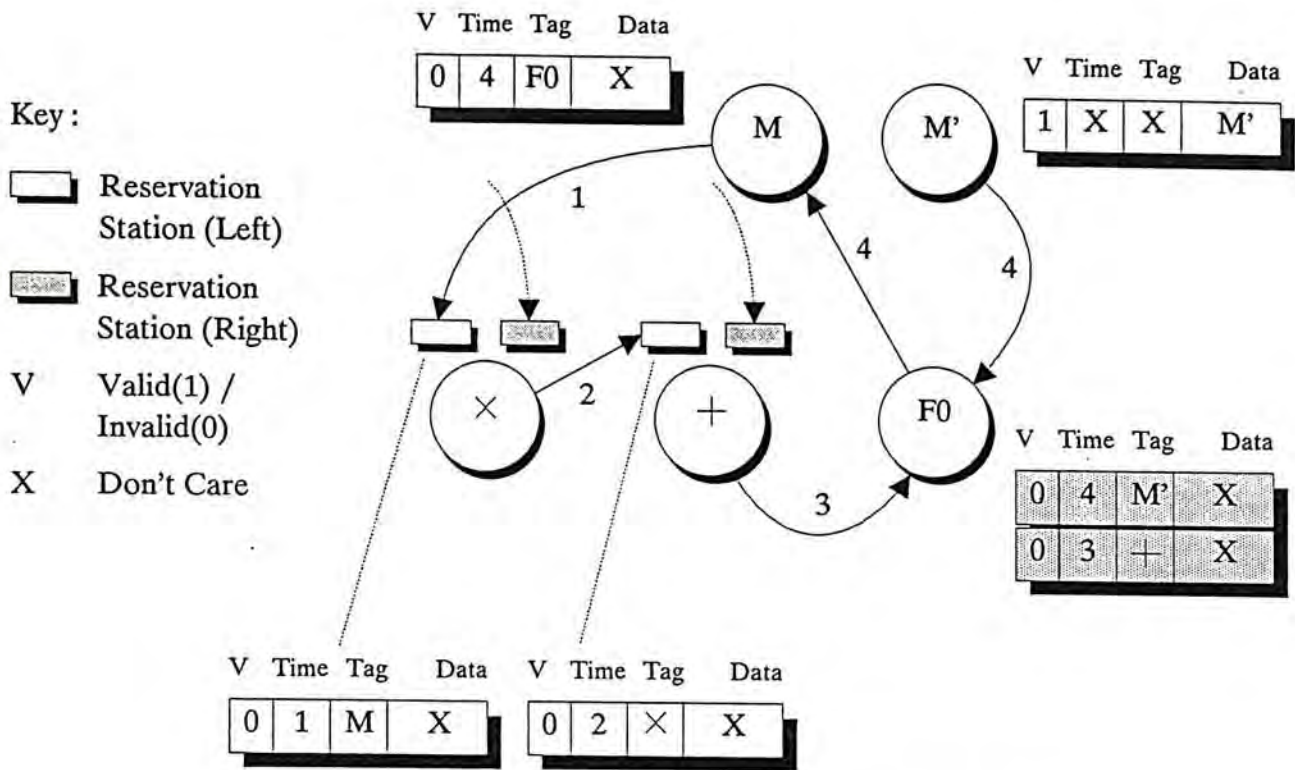 V Time Tag Data
0 4 F0 X
V Time Tag Data
1 X X M'
Key :
Reservation
Station (Left)
Reservation
Station (Right)
V Valid(1) /
Invalid(0)
X Don't Care
M
M'
1
4
4
2
×
+
F0
3
V Time Tag Data
0 4 M' X
0 3 + X
V Time Tag Data
0 1 M X
V Time Tag Data
0 2 × X